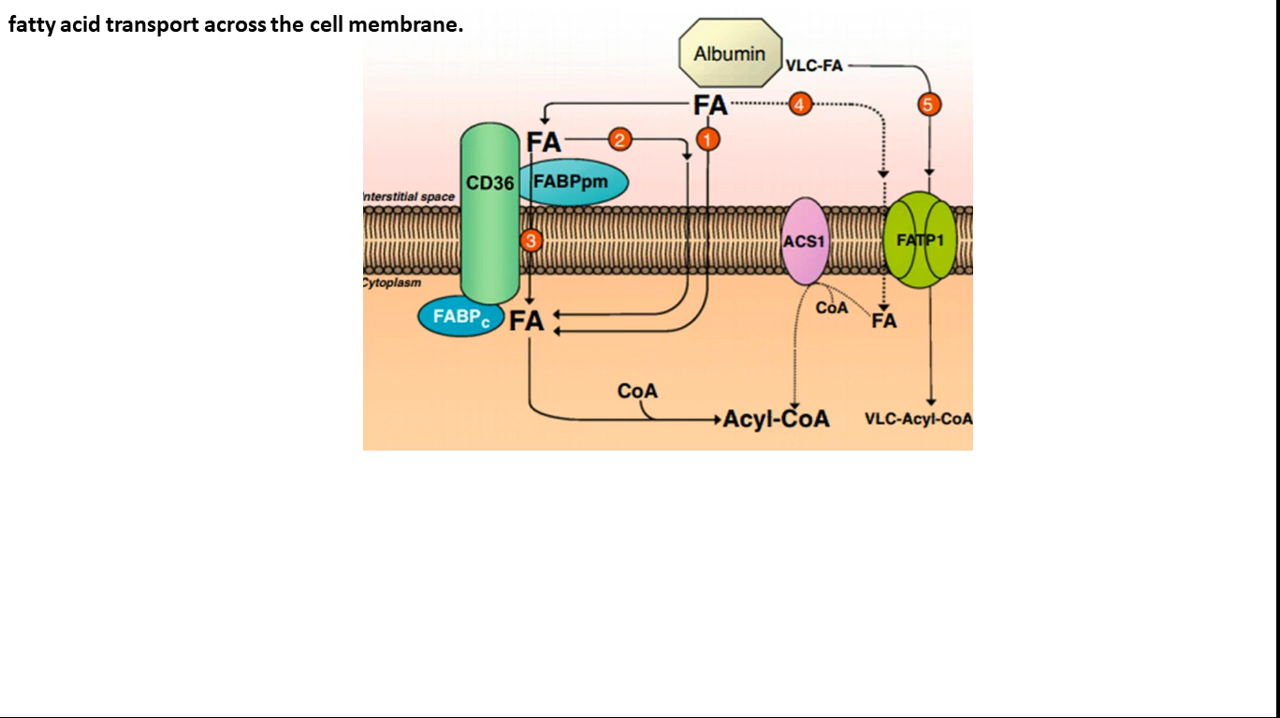 fatty acid transport across the cell membrane.
Albumin
VLC-FA
FA
4
5
FA
2
1
CD36
FABPpm
Interstitial space
3
ACS1
FATP1
Cytoplasm
FABPc
FA
CoA
FA
CoA
Acyl-CoA
VLC-Acyl-CoA